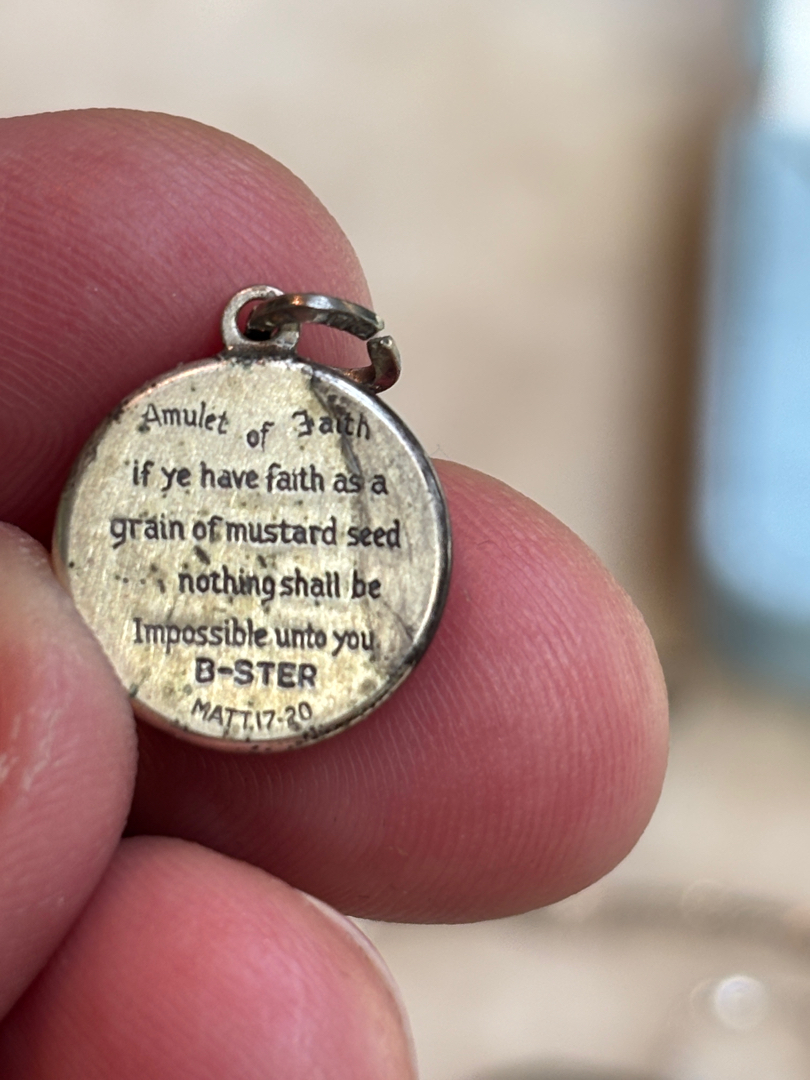 Amulet of Faith
if ye have faith as a
grain of mustard seed
.... nothing shall be
Impossible unto you.
B-STER
MATT.17-20